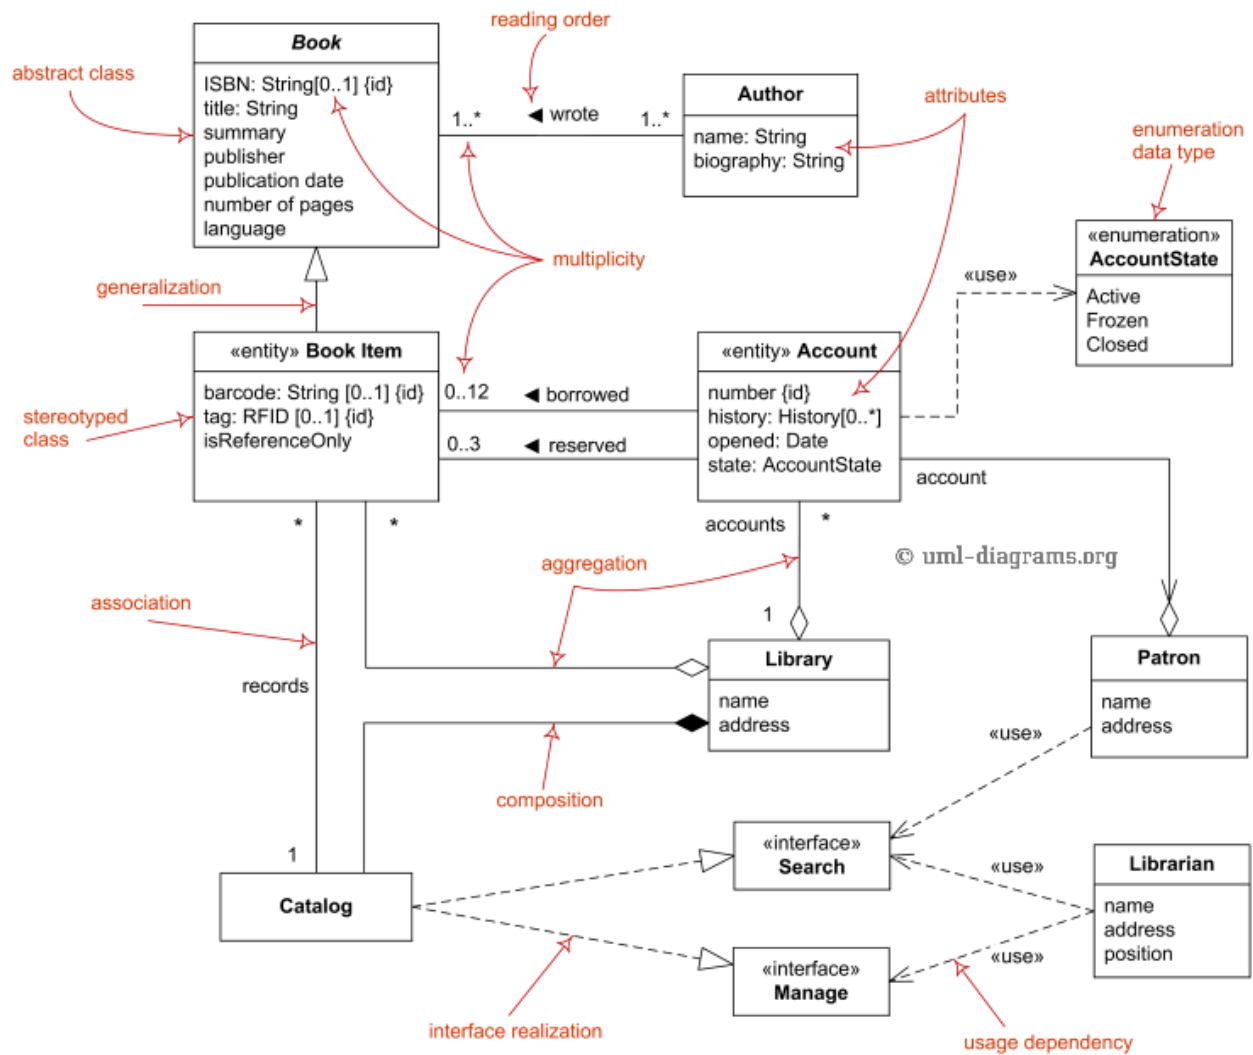 reading order
Book
abstract class
ISBN: String[0..1] {id}
title: String
summary
publisher
publication date
number of pages
language
1..*
◄ wrote
1..*
Author
name: String
biography: String
attributes
enumeration
data type
«enumeration»
AccountState
Active
Frozen
Closed
multiplicity
«use»
generalization
«entity» Book Item
barcode: String [0..1] {id}
tag: RFID [0..1] {id}
isReferenceOnly
stereotyped
class
0..12
◄ borrowed
0..3
◄ reserved
«entity» Account
number {id}
history: History[0..*]
opened: Date
state: AccountState
account
*
*
accounts
*
© uml-diagrams.org
aggregation
association
1
records
Library
name
address
Patron
name
address
composition
«use»
1
Catalog
«interface»
Search
«use»
Librarian
name
address
position
«interface»
Manage
«use»
interface realization
usage dependency